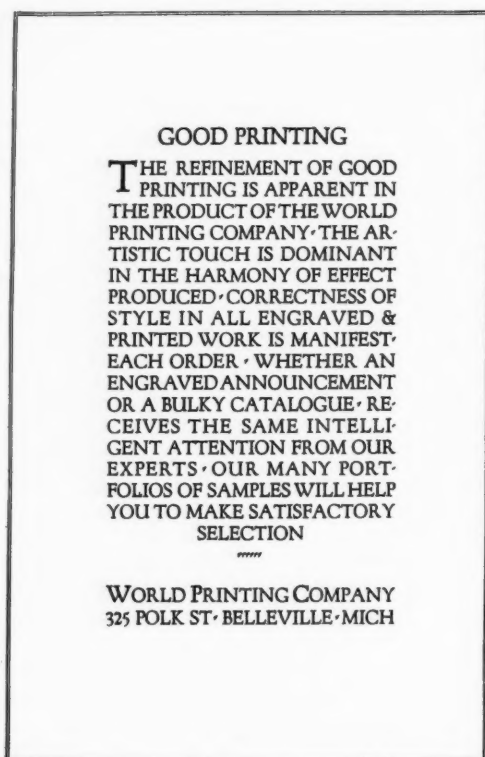 GOOD PRINTING
THE REFINEMENT OF GOOD
PRINTING IS APPARENT IN
THE PRODUCT OF THE WORLD
PRINTING COMPANY · THE AR-
TISTIC TOUCH IS DOMINANT
IN THE HARMONY OF EFFECT
PRODUCED · CORRECTNESS OF
STYLE IN ALL ENGRAVED &
PRINTED WORK IS MANIFEST ·
EACH ORDER · WHETHER AN
ENGRAVED ANNOUNCEMENT
OR A BULKY CATALOGUE · RE-
CEIVES THE SAME INTELLI-
GENT ATTENTION FROM OUR
EXPERTS · OUR MANY PORT-
FOLIOS OF SAMPLES WILL HELP
YOU TO MAKE SATISFACTORY
SELECTION
WORLD PRINTING COMPANY
325 POLK ST · BELLEVILLE · MICH